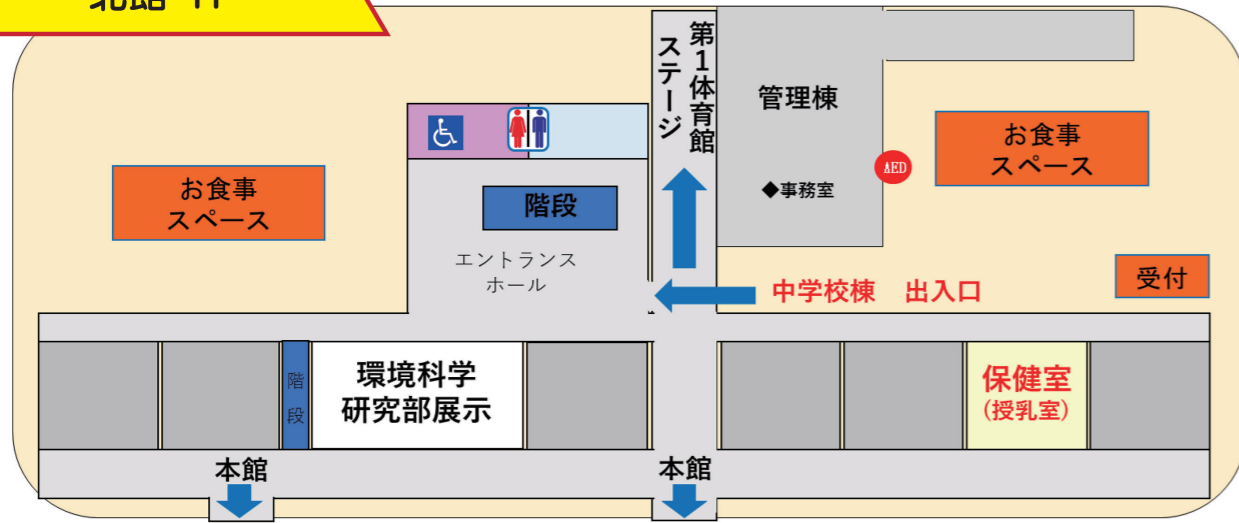 北館 1F
第1体育館
ステージ
管理棟
◆事務室
AED
お食事
スペース
お食事
スペース
階段
エントランス
ホール
中学校棟 出入口
受付
階段
環境科学
研究部展示
保健室
(授乳室)
本館
本館